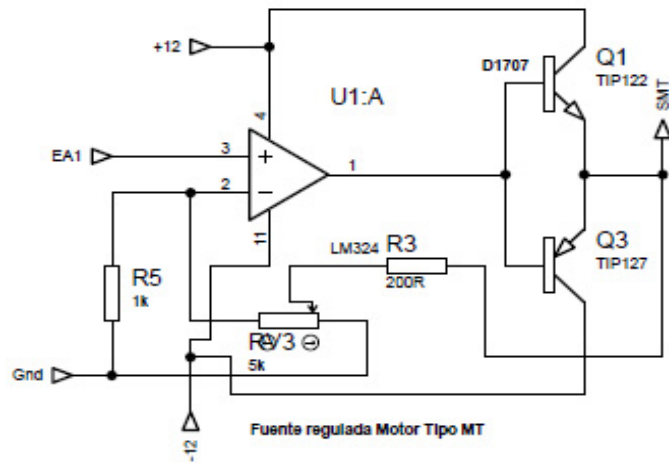 +12
D1707
Q1
TIP122
SMT
U1:A
4
EA1
3
2
1
11
LM324
R3
200R
Q3
TIP127
R5
1k
RV3
5k
Gnd
-12
Fuente regulada Motor Tipo MT